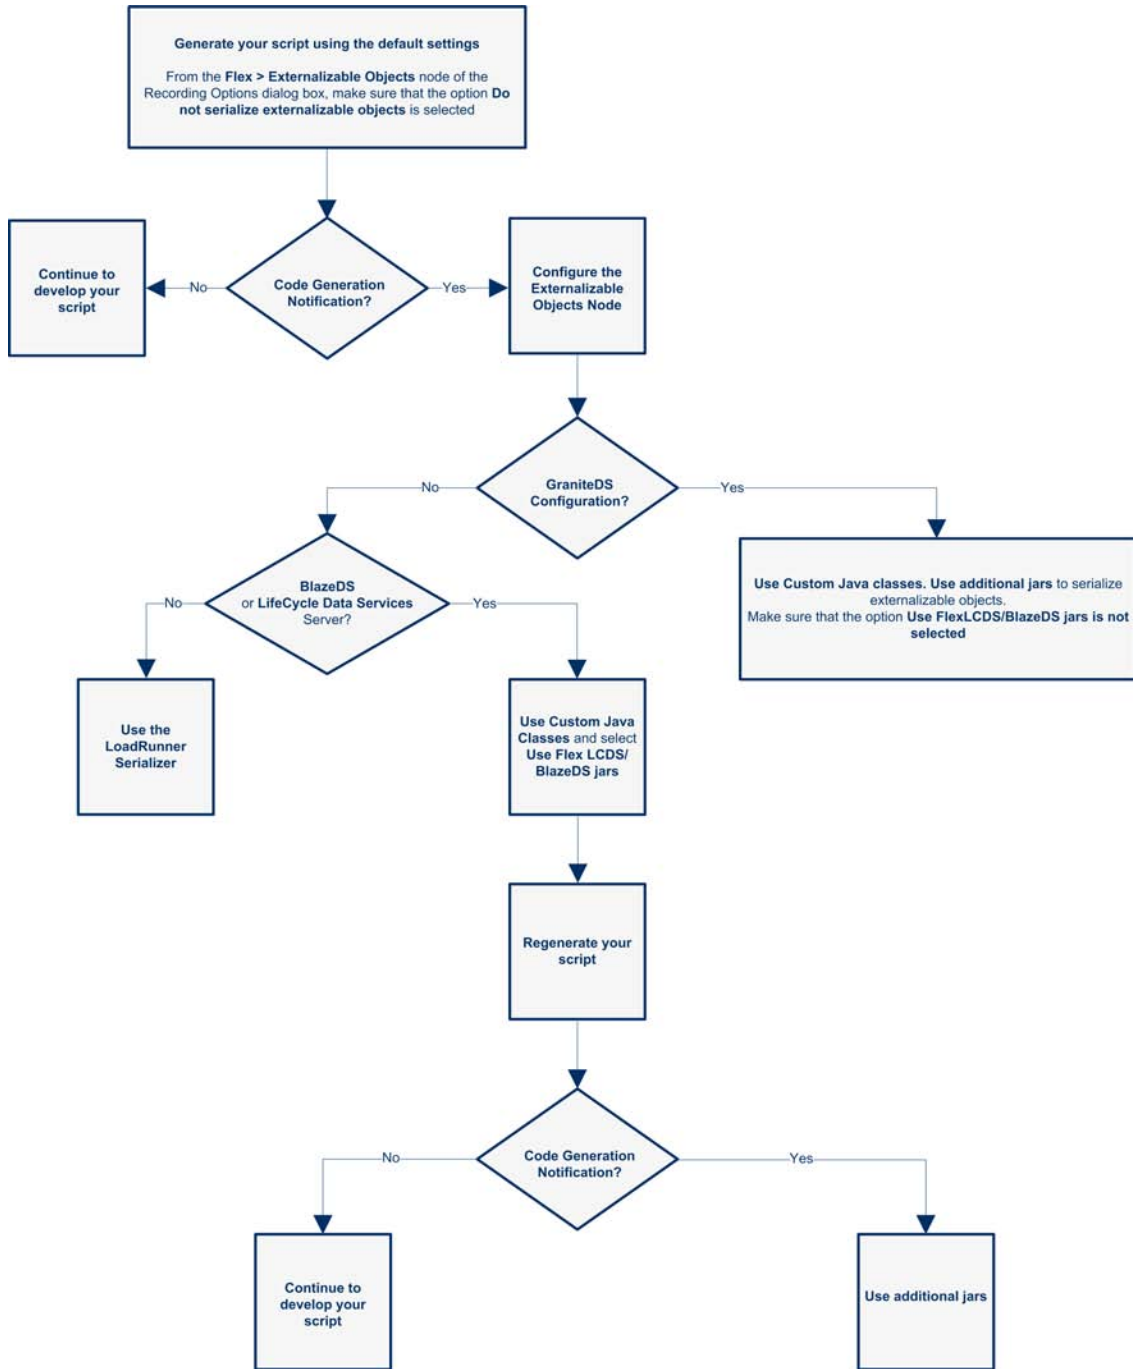 Generate your script using the default settings
From the Flex > Externalizable Objects node of the
Recording Options dialog box, make sure that the option Do
not serialize externalizable objects is selected
Continue to
develop your
script
No
Code Generation
Notification?
Yes
Configure the
Externalizable
Objects Node
No
GraniteDS
Configuration?
Yes
No
BlazeDS
or LifeCycle Data Services
Server?
Yes
Use Custom Java classes. Use additional jars to serialize
externalizable objects.
Make sure that the option Use FlexLCDS/BlazeDS jars is not
selected
Use the
LoadRunner
Serializer
Use Custom Java
Classes and select
Use Flex LCDS/
BlazeDS jars
Regenerate your
script
No
Code Generation
Notification?
Yes
Continue to
develop your
script
Use additional jars